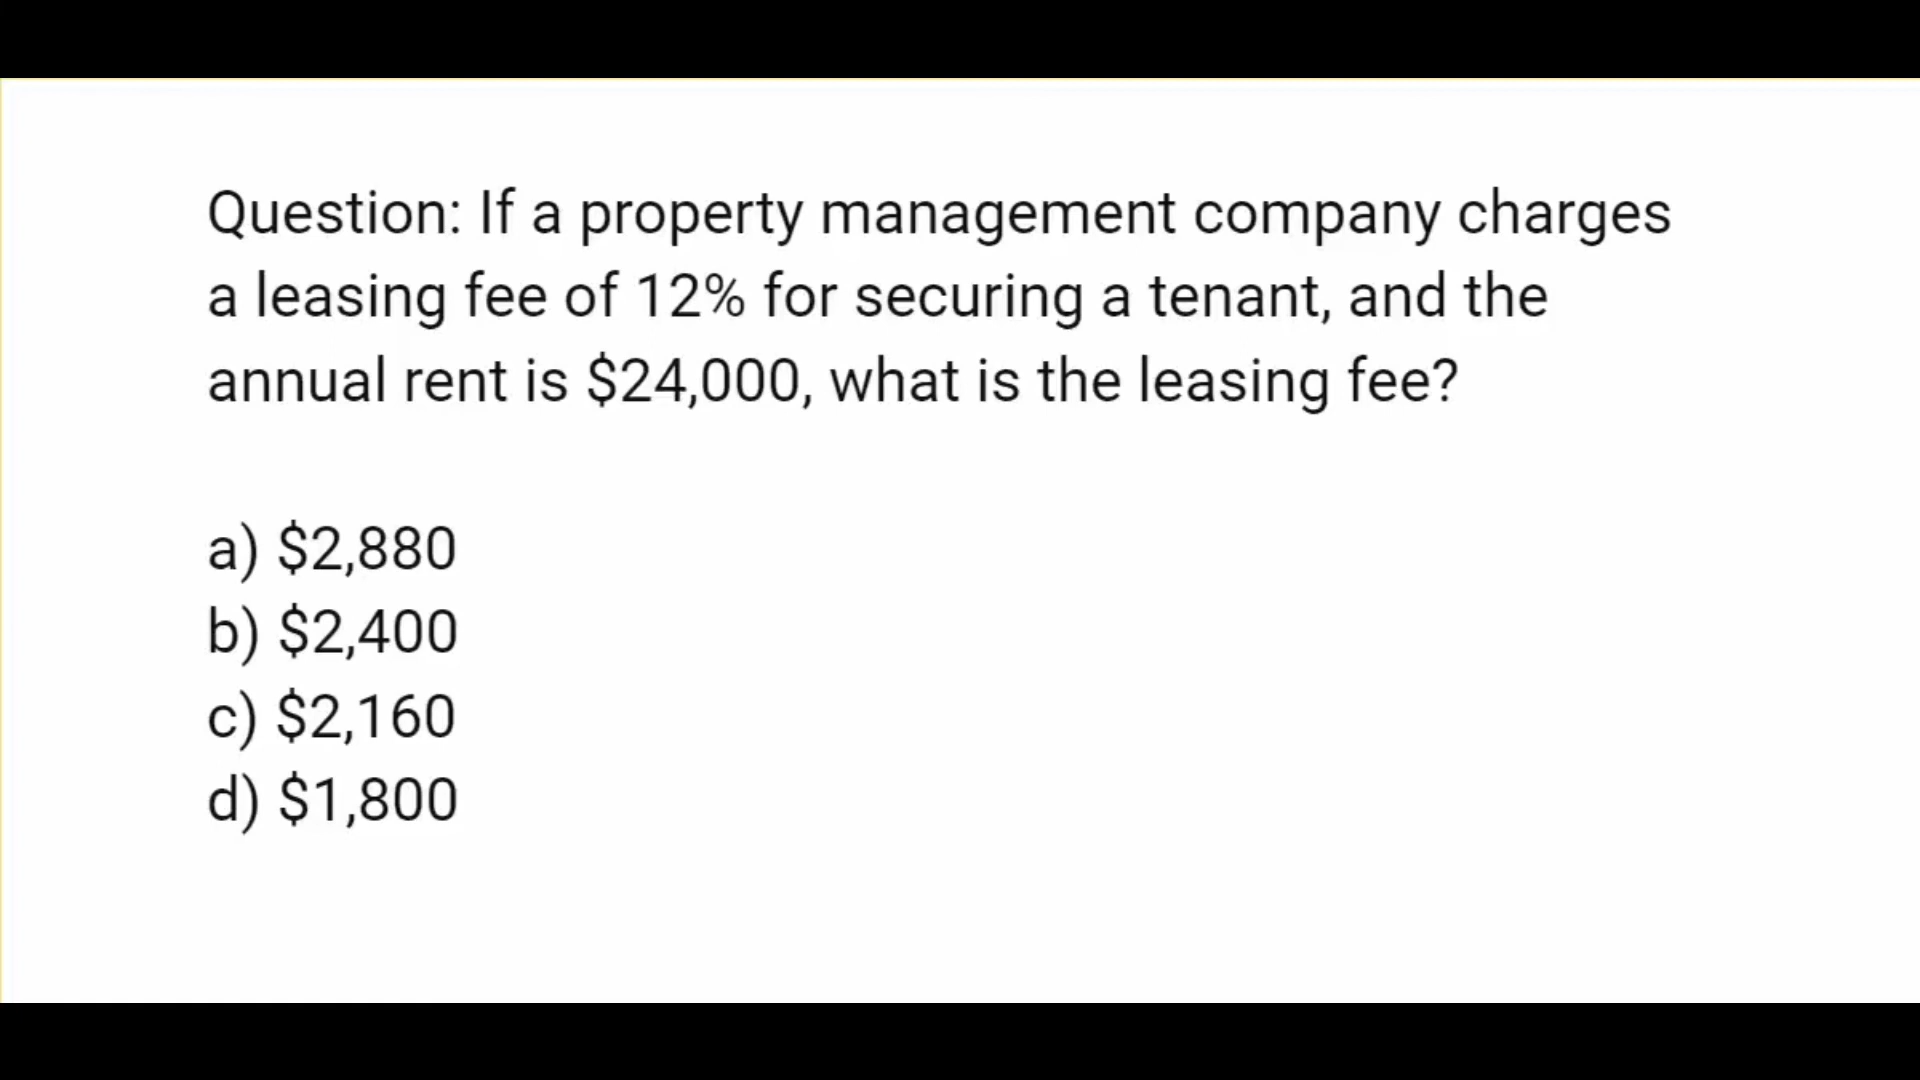 Question: If a property management company charges
a leasing fee of 12% for securing a tenant, and the
annual rent is $24,000, what is the leasing fee?
a) $2,880
b) $2,400
c) $2,160
d) $1,800